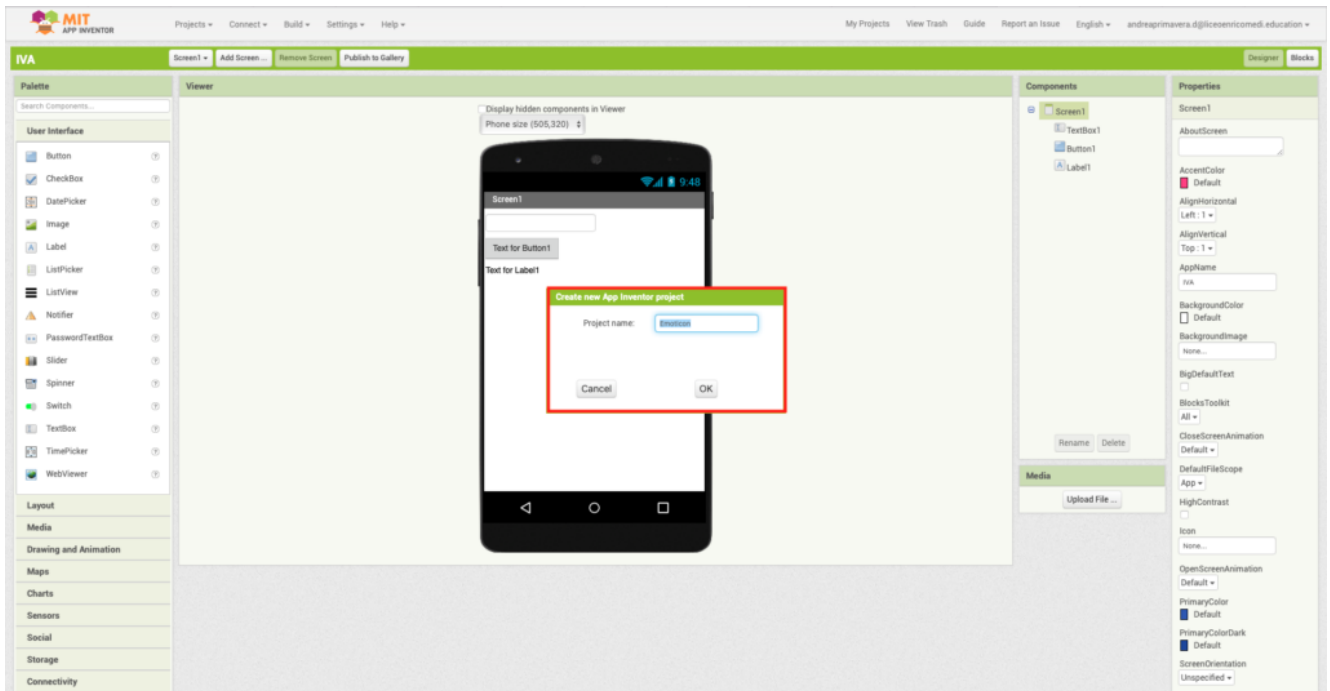 MIT
APP INVENTOR
Projects Connect Build Settings Help
My Projects View Trash Guide Report an Issue English andreaprimavera.d@liceoenricomedi.education
IVA
Screen1 Add Screen ... Remove Screen Publish to Gallery
Designer Blocks
Palette
Search Components...
User Interface
Button
CheckBox
DatePicker
Image
Label
ListPicker
ListView
Notifier
PasswordTextBox
Slider
Spinner
Switch
TextBox
TimePicker
WebViewer
Layout
Media
Drawing and Animation
Maps
Charts
Sensors
Social
Storage
Connectivity
Viewer
Display hidden components in Viewer
Phone size (505,320)
9:48
Screen1
Text for Button1
Text for Label1
Create new App Inventor project
Project name: Emoticon
Cancel OK
Components
Screen1
TextBox1
Button1
Label1
Rename Delete
Media
Upload File ...
Properties
Screen1
AboutScreen
AccentColor
Default
AlignHorizontal
Left : 1
AlignVertical
Top : 1
AppName
IVA
BackgroundColor
Default
BackgroundImage
None...
BigDefaultText
BlocksToolkit
All
CloseScreenAnimation
Default
DefaultFileScope
App
HighContrast
Icon
None...
OpenScreenAnimation
Default
PrimaryColor
Default
PrimaryColorDark
Default
ScreenOrientation
Unspecified